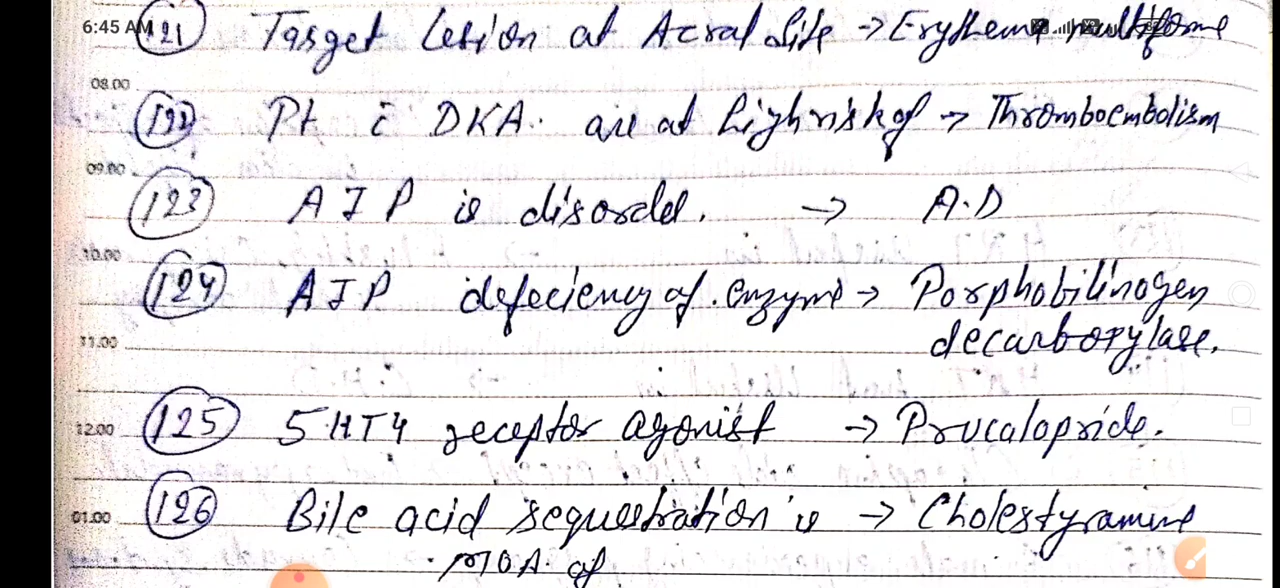 6:45 AM
121 Target Lesion at Acral Site → Erythema multiforme
08.00
122 Pt c̄ DKA. are at high risk of → Thromboembolism
09.00
123 AIP is disorder. → A.D
10.00
124 AIP defeciency of enzyme → Porphobilinogen
11.00 decarboxylase.
12.00 125 5HT4 receptor agonist → Prucalopride.
01.00 126 Bile acid sequestration is → Cholestyramine
MOA of